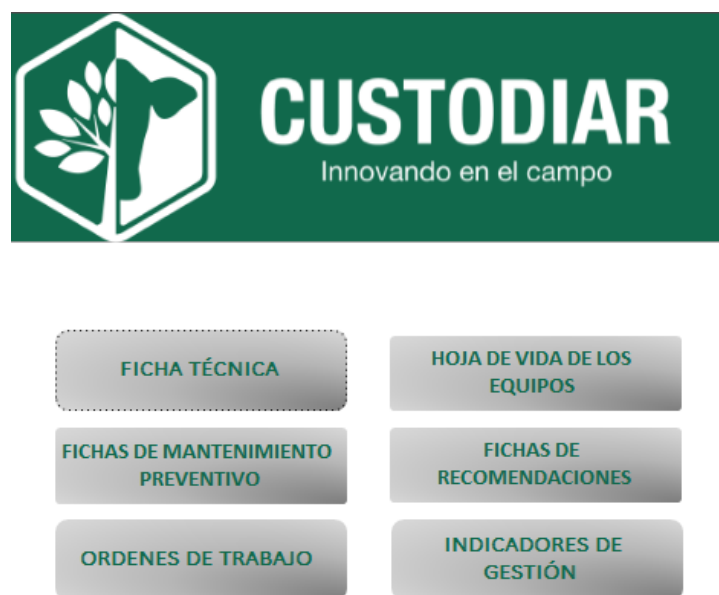 CUSTODIAR
Innovando en el campo
FICHA TÉCNICA
HOJA DE VIDA DE LOS
EQUIPOS
FICHAS DE MANTENIMIENTO
PREVENTIVO
FICHAS DE
RECOMENDACIONES
ORDENES DE TRABAJO
INDICADORES DE
GESTIÓN